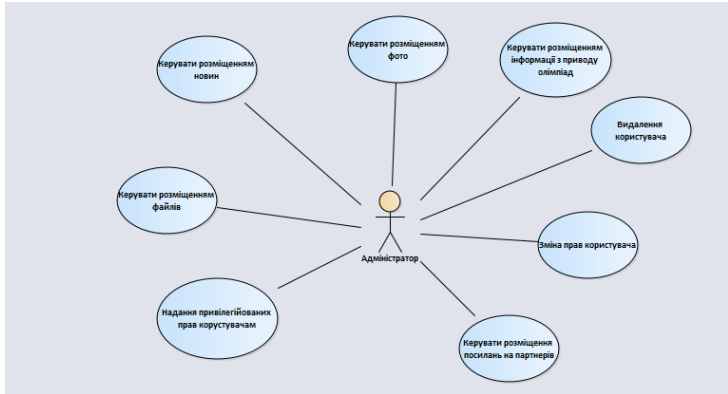 Керувати розміщенням
новин
Керувати розміщенням
фото
Керувати розміщенням
інформації з приводу
олімпіад
Видалення
користувача
Керувати розміщенням
файлів
Адміністратор
Зміна прав користувача
Надання привілегійованих
прав корустувачам
Керувати розміщення
посилань на партнерів